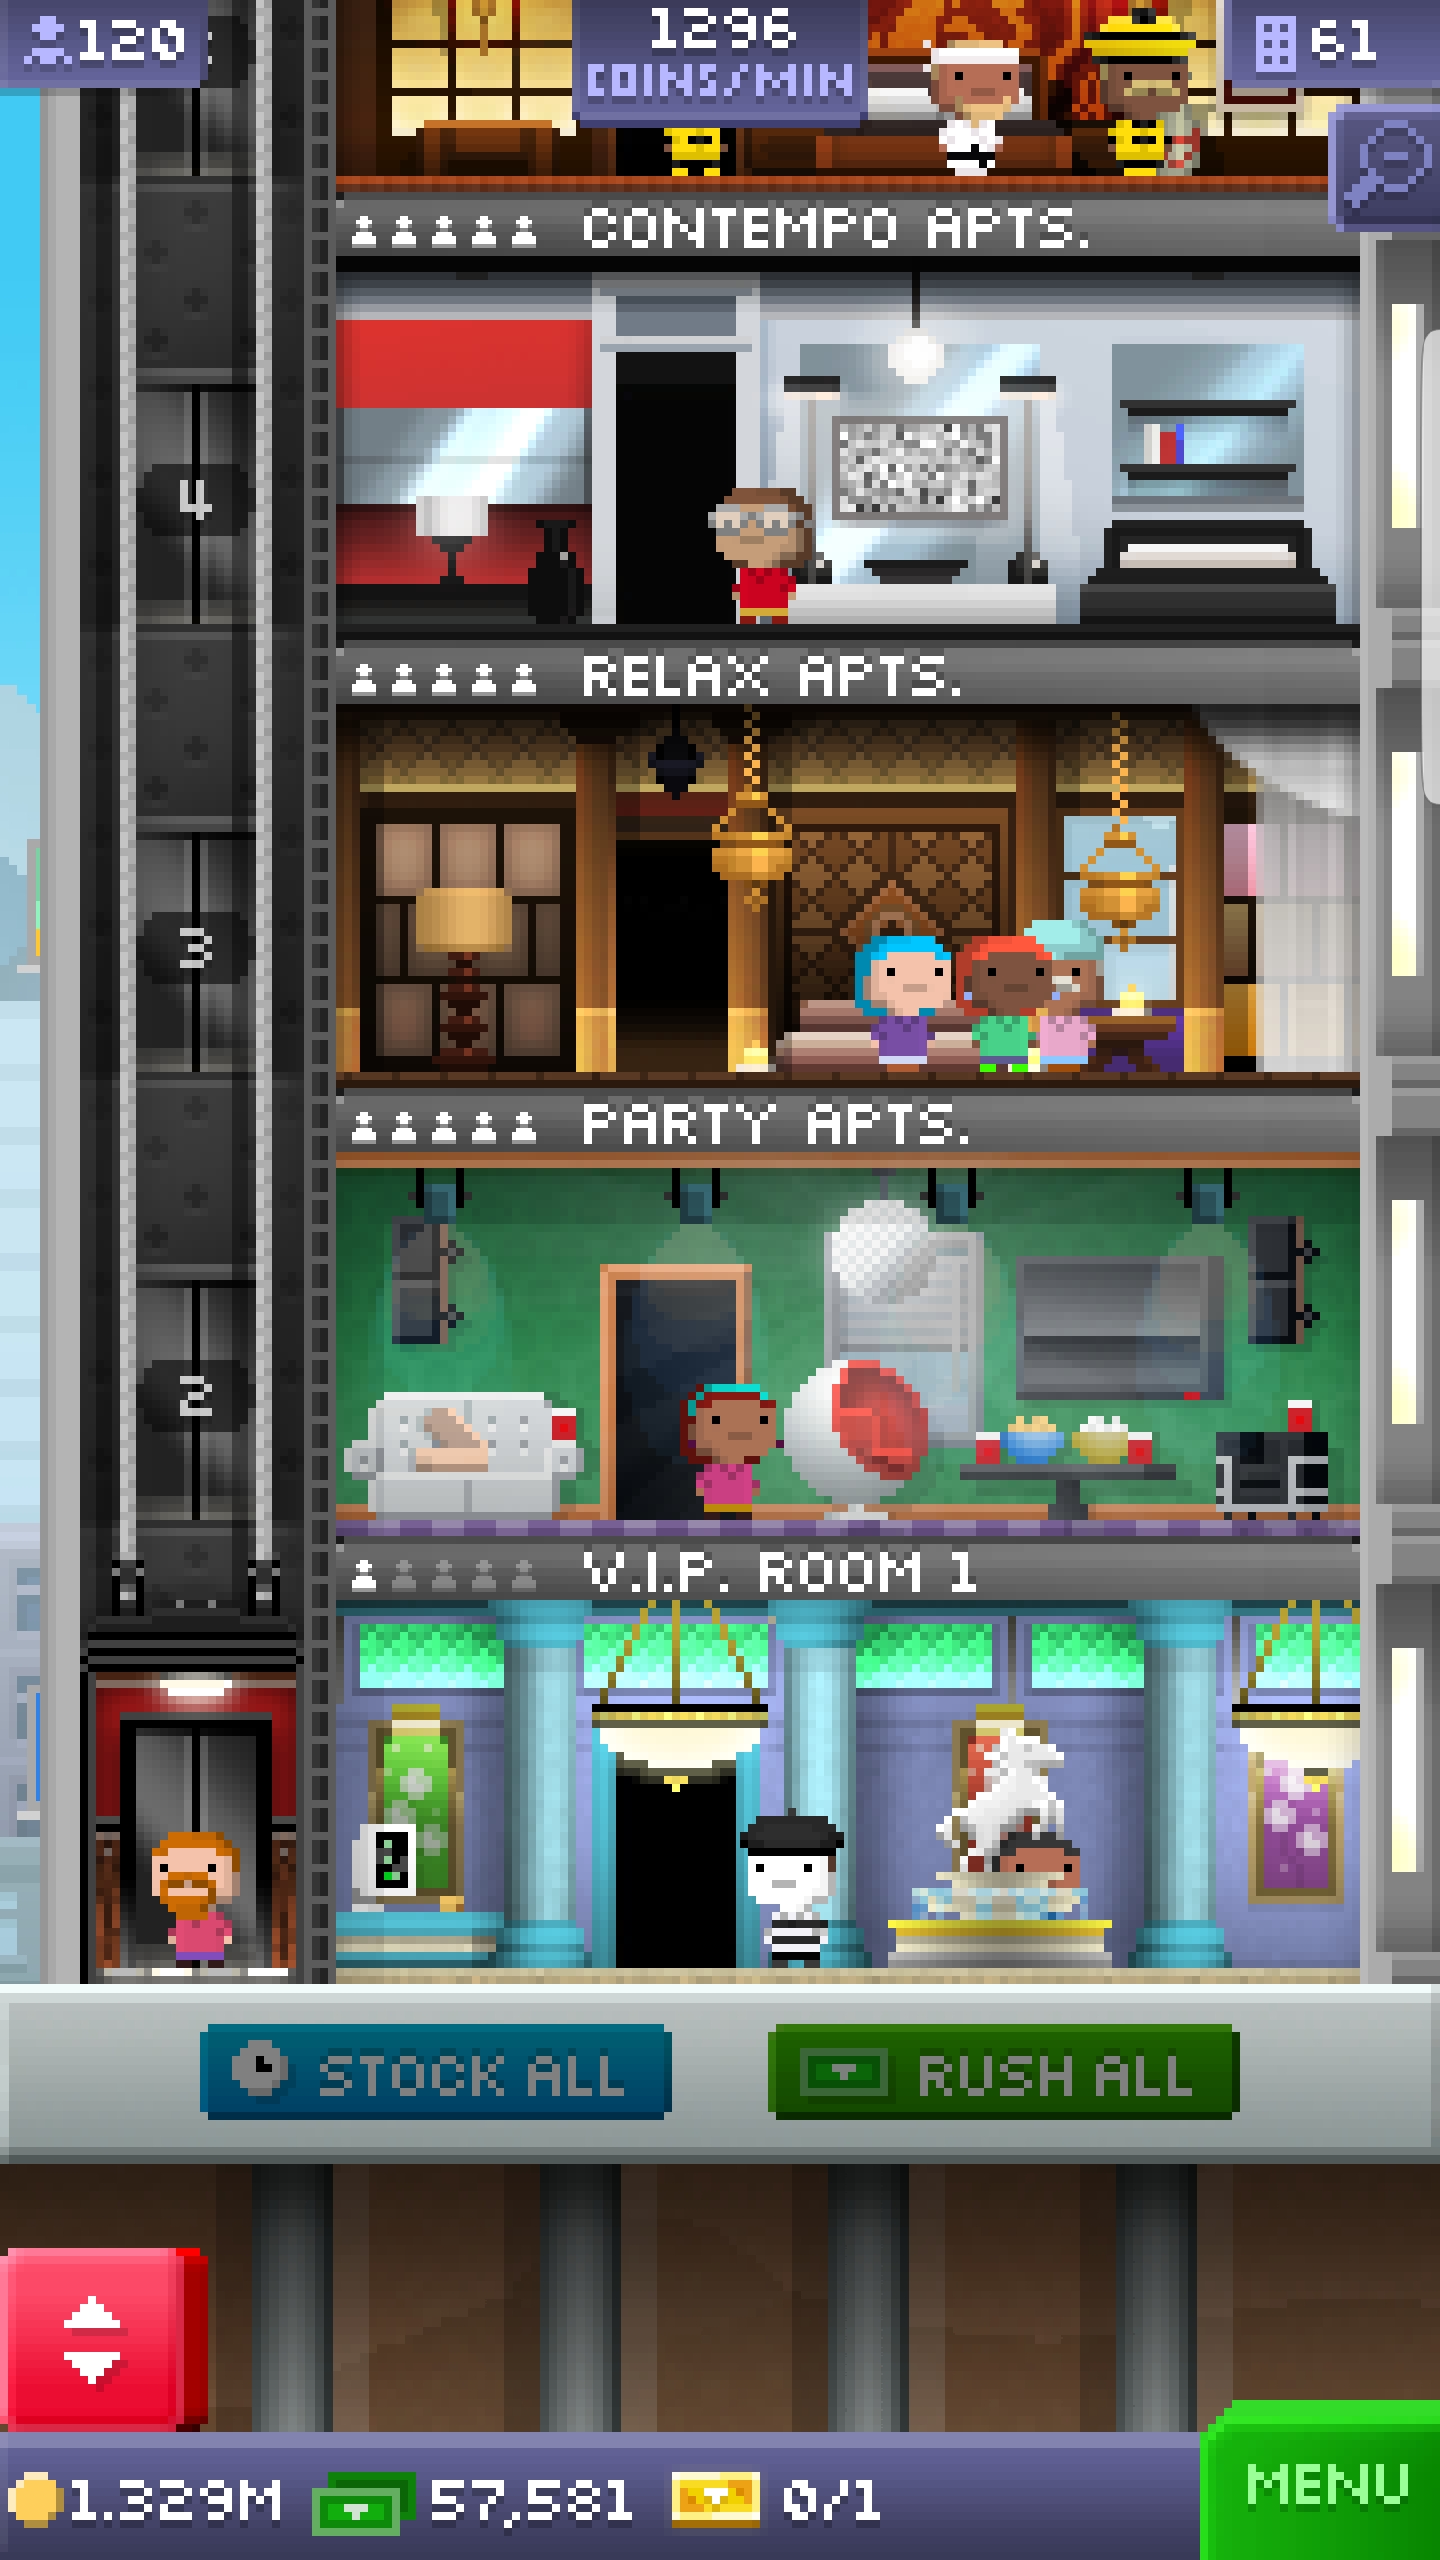 120
1296
COINS/MIN
61
CONTEMPO APTS.
4
RELAX APTS.
3
PARTY APTS.
2
V.I.P. ROOM 1
STOCK ALL
RUSH ALL
1.329M
57,581
0/1
MENU